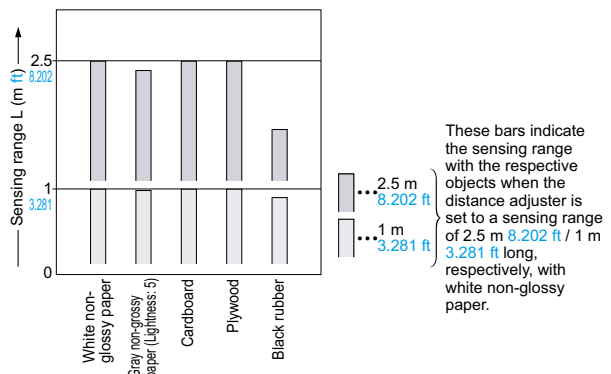 Sensing range L (m ft)
2.5
8.202
1
3.281
0
White non-
glossy paper
Gray non-grossy
paper (Lightness: 5)
Cardboard
Plywood
Black rubber
2.5 m
8.202 ft
1 m
3.281 ft
These bars indicate
the sensing range
with the respective
objects when the
distance adjuster is
set to a sensing range
of 2.5 m 8.202 ft / 1 m
3.281 ft long,
respectively, with
white non-glossy
paper.